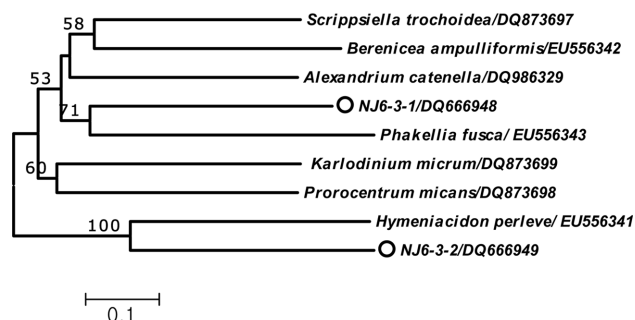 58
Scrippsiella trochoidea/DQ873697
Berenicea ampulliformis/EU556342
53
Alexandrium catenella/DQ986329
71
NJ6-3-1/DQ666948
Phakellia fusca/ EU556343
60
Karlodinium micrum/DQ873699
Prorocentrum micans/DQ873698
100
Hymeniacidon perleve/ EU556341
NJ6-3-2/DQ666949
0.1